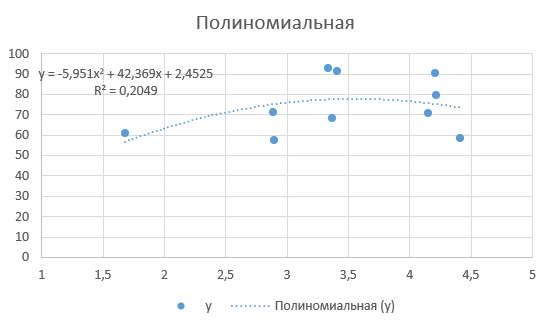 Полиномиальная
y = -5,951x² + 42,369x + 2,4525
R² = 0,2049
100
90
80
70
60
50
40
30
20
10
0
1 1,5 2 2,5 3 3,5 4 4,5 5
y Полиномиальная (y)